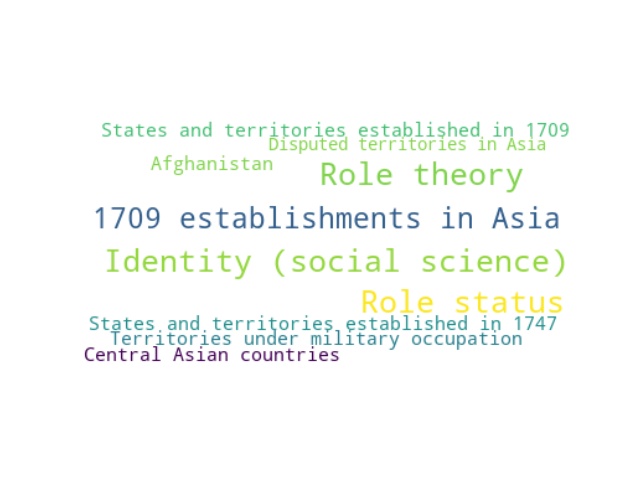 States and territories established in 1709
Disputed territories in Asia
Afghanistan
Role theory
1709 establishments in Asia
Identity (social science)
Role status
States and territories established in 1747
Territories under military occupation
Central Asian countries